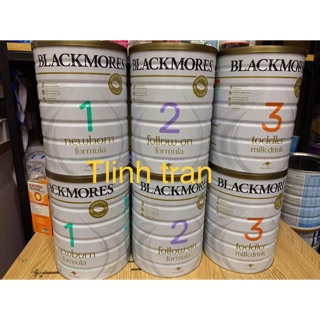 BLACKMORES
1
newborn
formula
BLACKMORES
2
follow-on
formula
BLACKMORES
3
toddler
milk drink
Tlinh tran
BLACKMORES
1
newborn
formula
BLACKMORES
2
follow-on
formula
BLACKMORES
3
toddler
milk drink